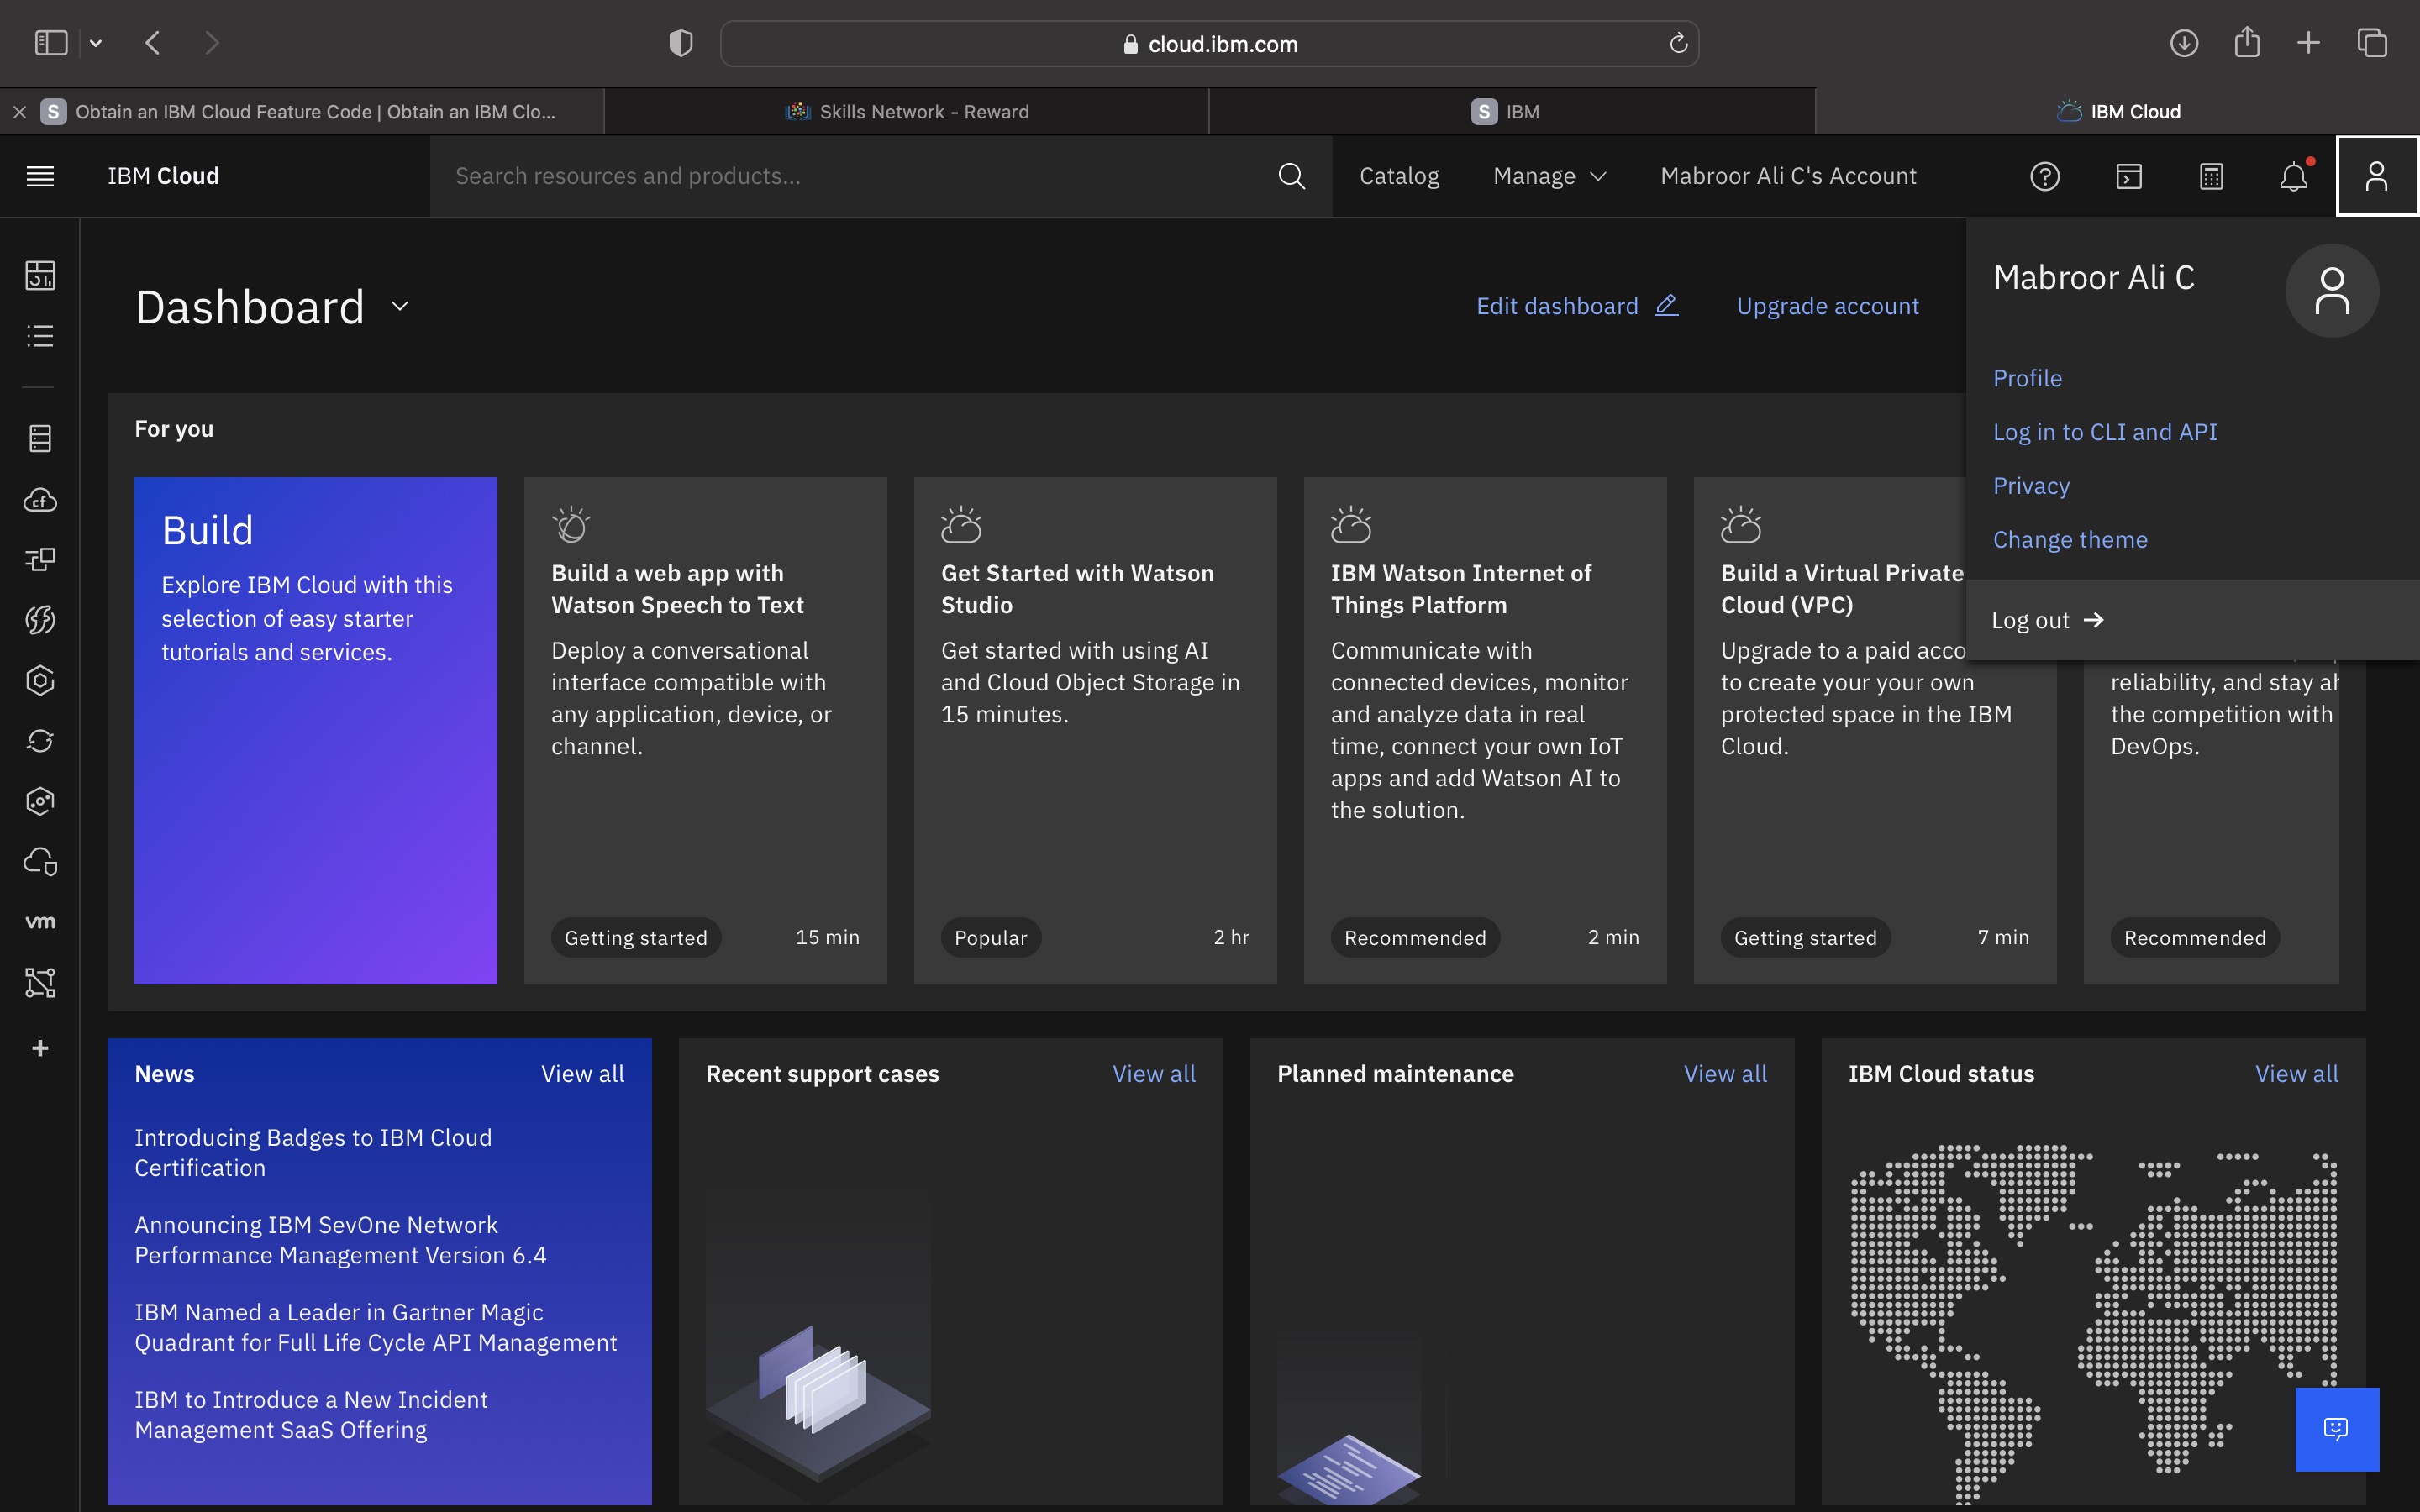 cloud.ibm.com
S Obtain an IBM Cloud Feature Code | Obtain an IBM Clo...
Skills Network - Reward
S IBM
IBM Cloud
IBM Cloud
Search resources and products...
Catalog
Manage
Mabroor Ali C's Account
Dashboard
Edit dashboard
Upgrade account
Mabroor Ali C
Profile
Log in to CLI and API
Privacy
Change theme
Log out
For you
Build
Explore IBM Cloud with this
selection of easy starter
tutorials and services.
Build a web app with
Watson Speech to Text
Deploy a conversational
interface compatible with
any application, device, or
channel.
Getting started
15 min
Get Started with Watson
Studio
Get started with using AI
and Cloud Object Storage in
15 minutes.
Popular
2 hr
IBM Watson Internet of
Things Platform
Communicate with
connected devices, monitor
and analyze data in real
time, connect your own IoT
apps and add Watson AI to
the solution.
Recommended
2 min
Build a Virtual Private
Cloud (VPC)
Upgrade to a paid acco
to create your your own
protected space in the IBM
Cloud.
Getting started
7 min
reliability, and stay
the competition with
DevOps.
Recommended
cf
vm
News
View all
Introducing Badges to IBM Cloud
Certification
Announcing IBM SevOne Network
Performance Management Version 6.4
IBM Named a Leader in Gartner Magic
Quadrant for Full Life Cycle API Management
IBM to Introduce a New Incident
Management SaaS Offering
Recent support cases
View all
Planned maintenance
View all
IBM Cloud status
View all